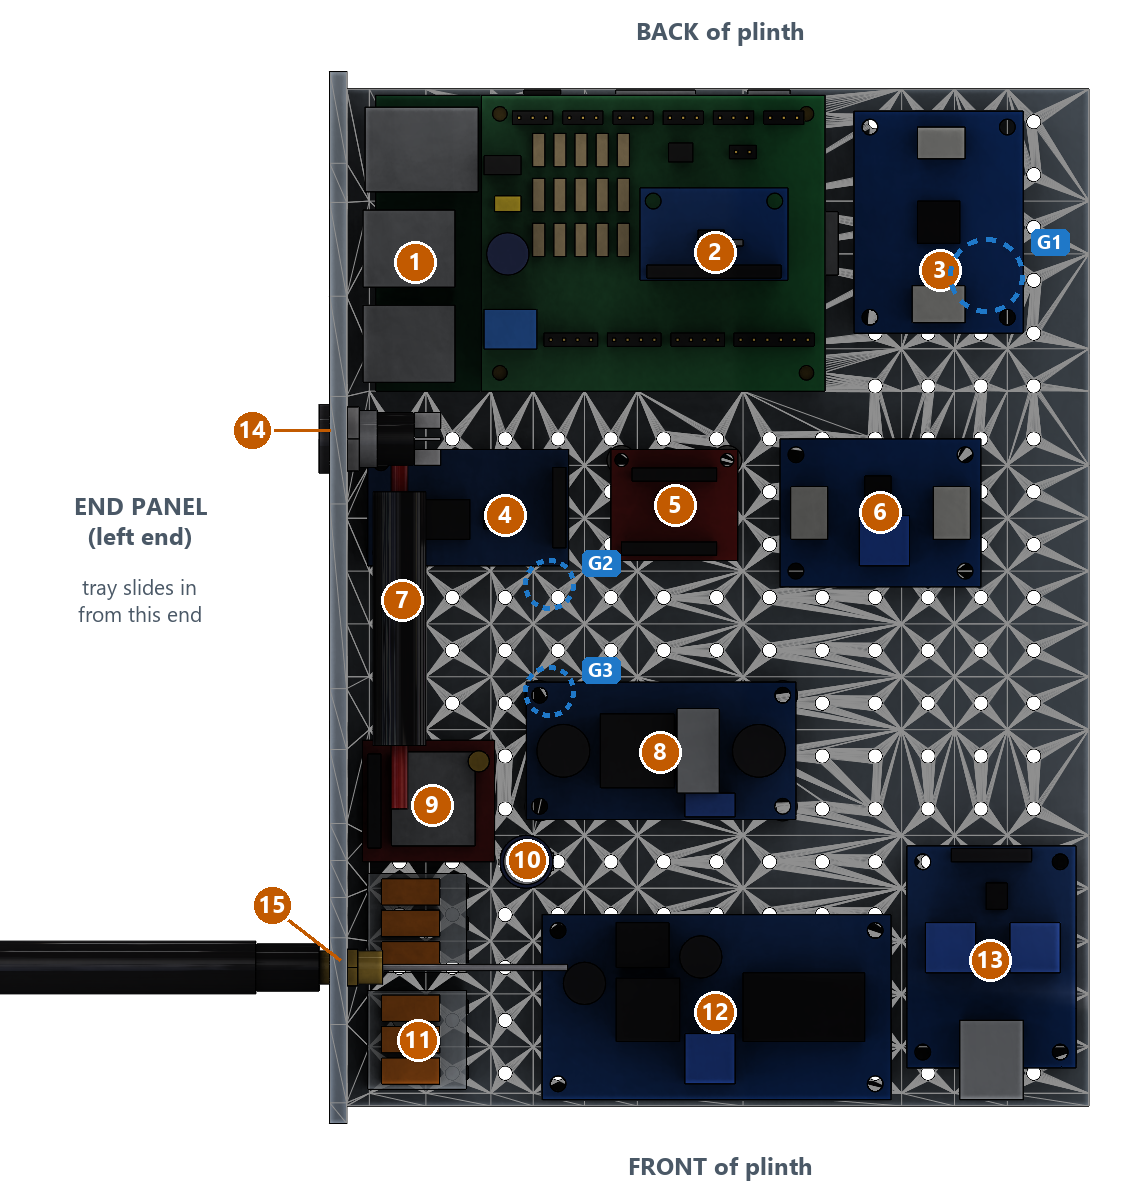 BACK of plinth
1
2
3
G1
14
END PANEL
(left end)
tray slides in
from this end
4
5
6
G2
7
G3
8
9
10
15
11
12
13
FRONT of plinth